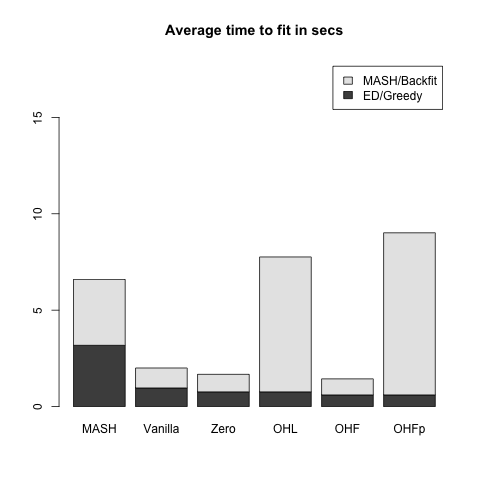 Average time to fit in secs
MASH/Backfit
ED/Greedy
15
10
5
0
MASH Vanilla Zero OHL OHF OHFp